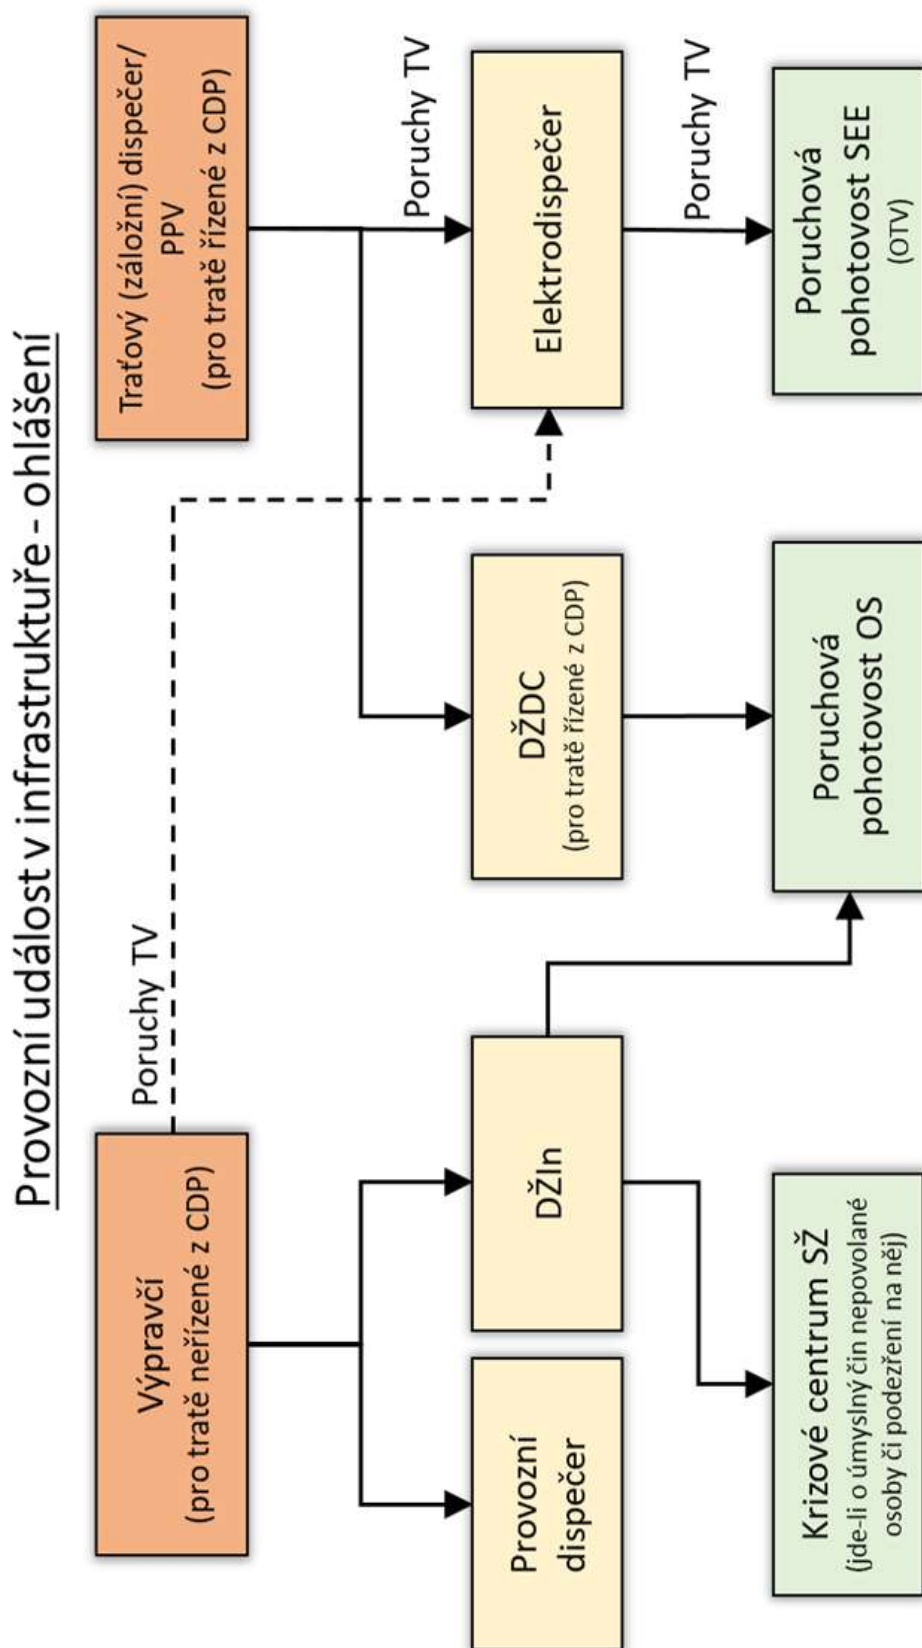 Provozní událost v infrastruktuře - ohlášení
Výpravčí
(pro tratě neřízené z CDP)
Poruchy TV
Traťový (záložní) dispečer/
PPV
(pro tratě řízené z CDP)
Poruchy TV
Provozní
dispečer
DŽIn
DŽDC
(pro tratě řízené z CDP)
Elektrodispečer
Poruchy TV
Krizové centrum SŽ
(jde-li o úmyslný čin nepovolané
osoby či podezření na něj)
Poruchová
pohotovost OS
Poruchová
pohotovost SEE
(OTV)